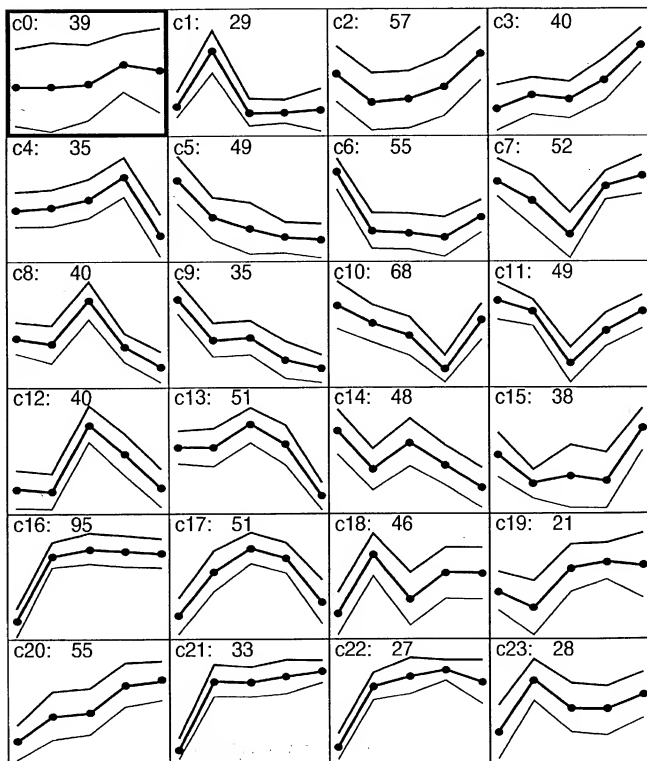 c0: 39 c1: 29 c2: 57 c3: 40
c4: 35 c5: 49 c6: 55 c7: 52
c8: 40 c9: 35 c10: 68 c11: 49
c12: 40 c13: 51 c14: 48 c15: 38
c16: 95 c17: 51 c18: 46 c19: 21
c20: 55 c21: 33 c22: 27 c23: 28